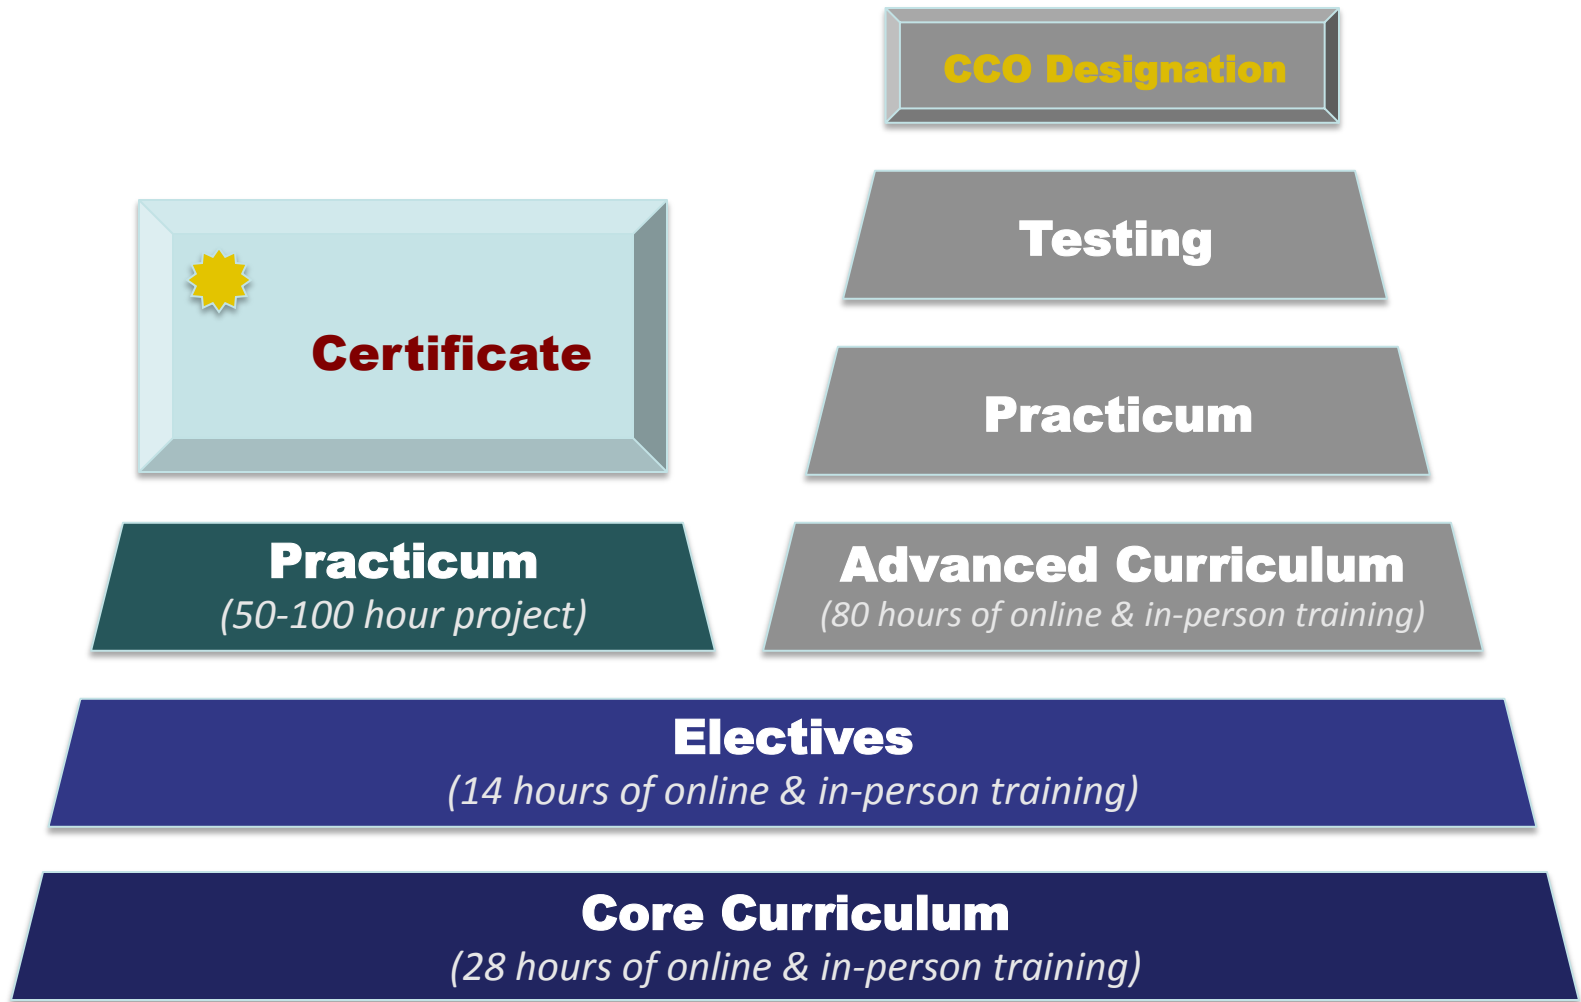 CCO Designation
Testing
Certificate
Practicum
Practicum
(50-100 hour project)
Advanced Curriculum
(80 hours of online & in-person training)
Electives
(14 hours of online & in-person training)
Core Curriculum
(28 hours of online & in-person training)